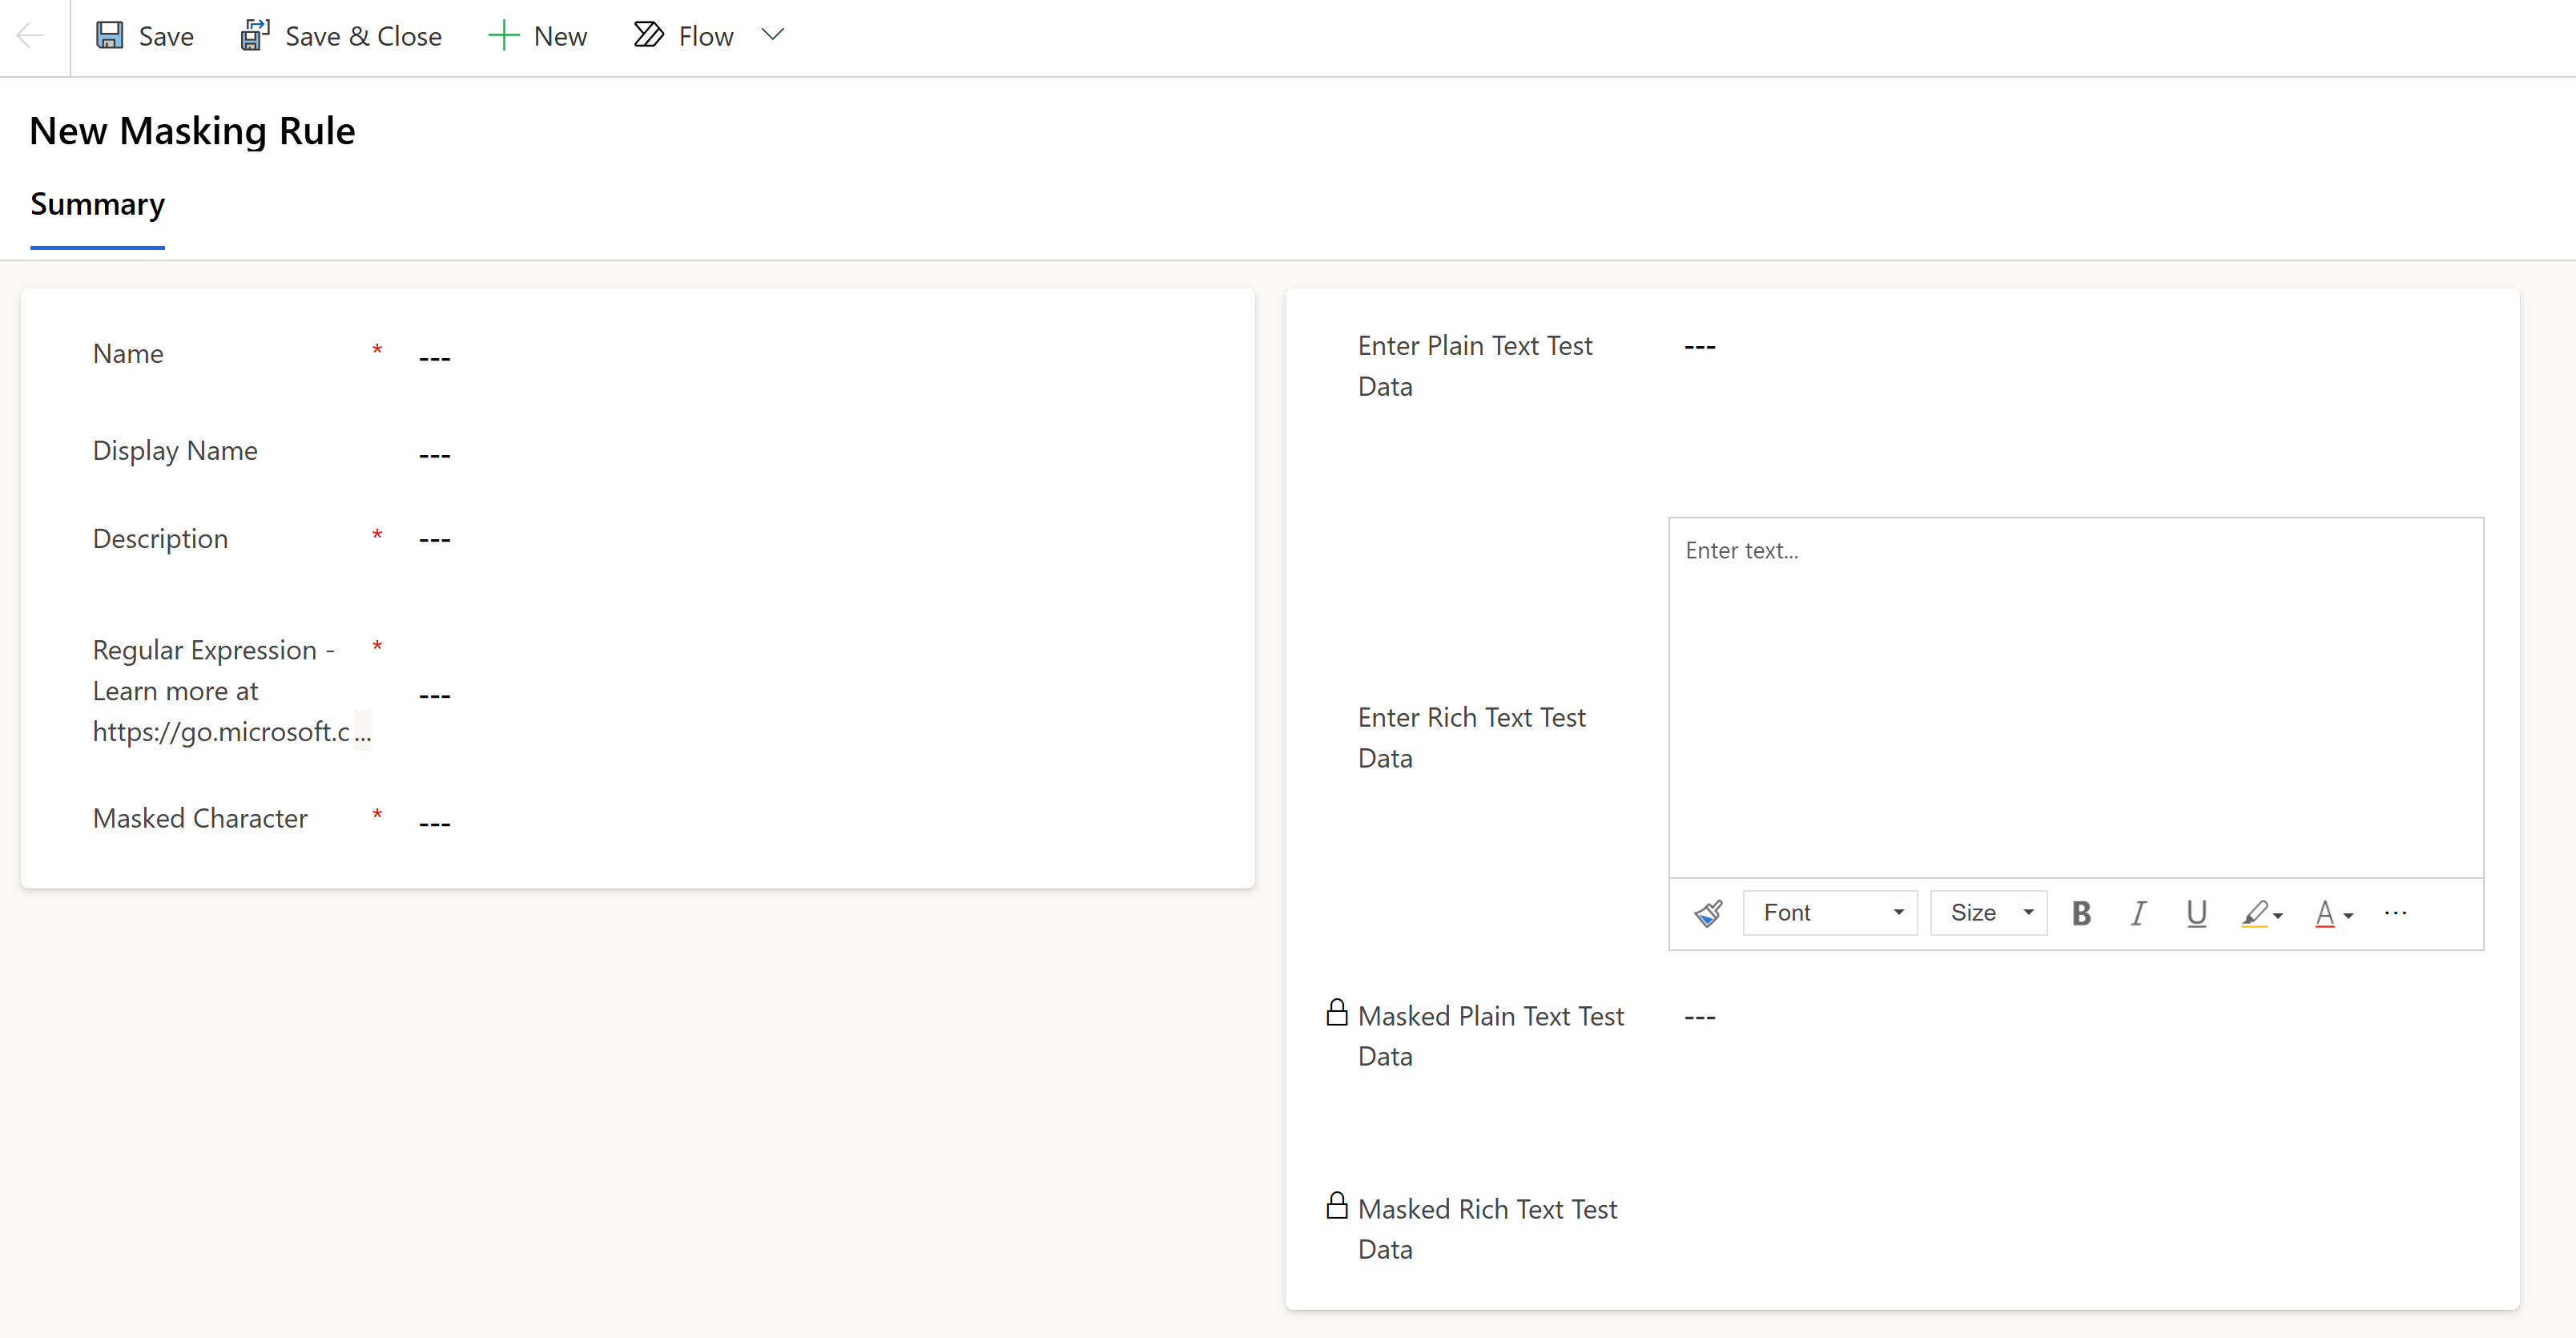 Save Save & Close New Flow
New Masking Rule
Summary
Name * ---
Display Name ---
Description * ---
Regular Expression - *
Learn more at ---
https://go.microsoft.c...
Masked Character * ---
Enter Plain Text Test ---
Data
Enter text...
Enter Rich Text Test
Data
Font Size B I U A ...
Masked Plain Text Test ---
Data
Masked Rich Text Test
Data